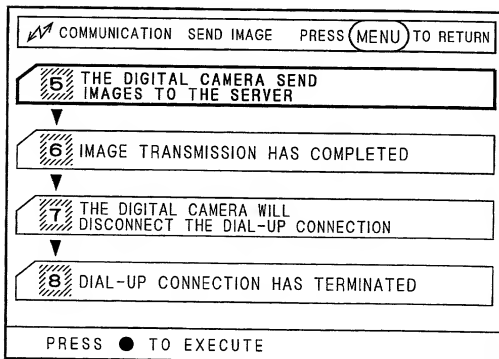 COMMUNICATION SEND IMAGE PRESS MENU TO RETURN
5 THE DIGITAL CAMERA SEND
IMAGES TO THE SERVER
6 IMAGE TRANSMISSION HAS COMPLETED
7 THE DIGITAL CAMERA WILL
DISCONNECT THE DIAL-UP CONNECTION
8 DIAL-UP CONNECTION HAS TERMINATED
PRESS ● TO EXECUTE